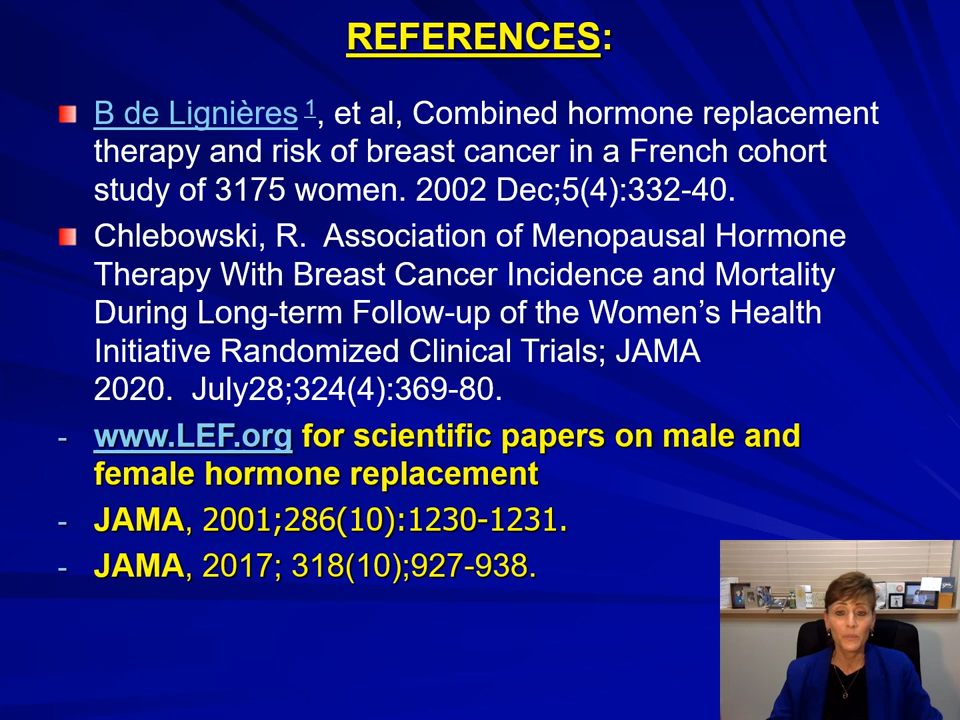 REFERENCES:
B de Lignières 1, et al, Combined hormone replacement
therapy and risk of breast cancer in a French cohort
study of 3175 women. 2002 Dec;5(4):332-40.
Chlebowski, R.  Association of Menopausal Hormone
Therapy With Breast Cancer Incidence and Mortality
During Long-term Follow-up of the Women’s Health
Initiative Randomized Clinical Trials; JAMA
2020.  July28;324(4):369-80.
- www.LEF.org for scientific papers on male and
female hormone replacement
- JAMA, 2001;286(10):1230-1231.
- JAMA, 2017; 318(10);927-938.